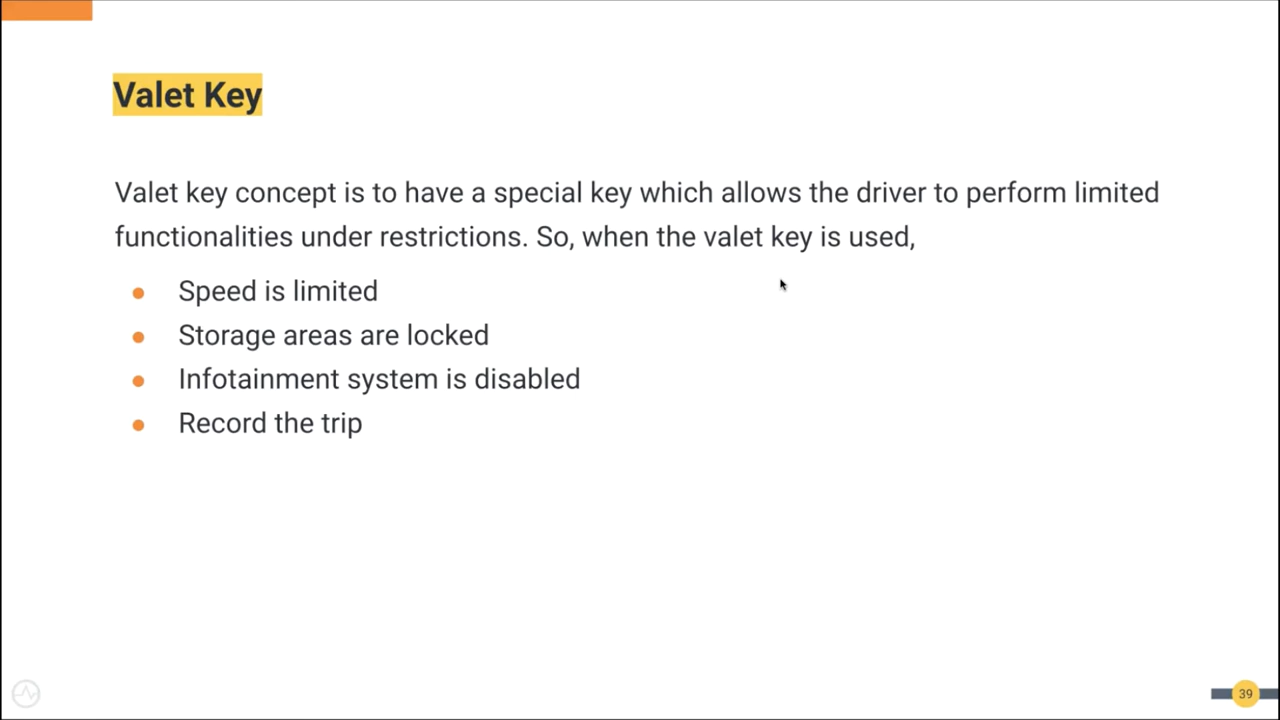 Valet Key
Valet key concept is to have a special key which allows the driver to perform limited
functionalities under restrictions. So, when the valet key is used,
● Speed is limited
● Storage areas are locked
● Infotainment system is disabled
● Record the trip
39